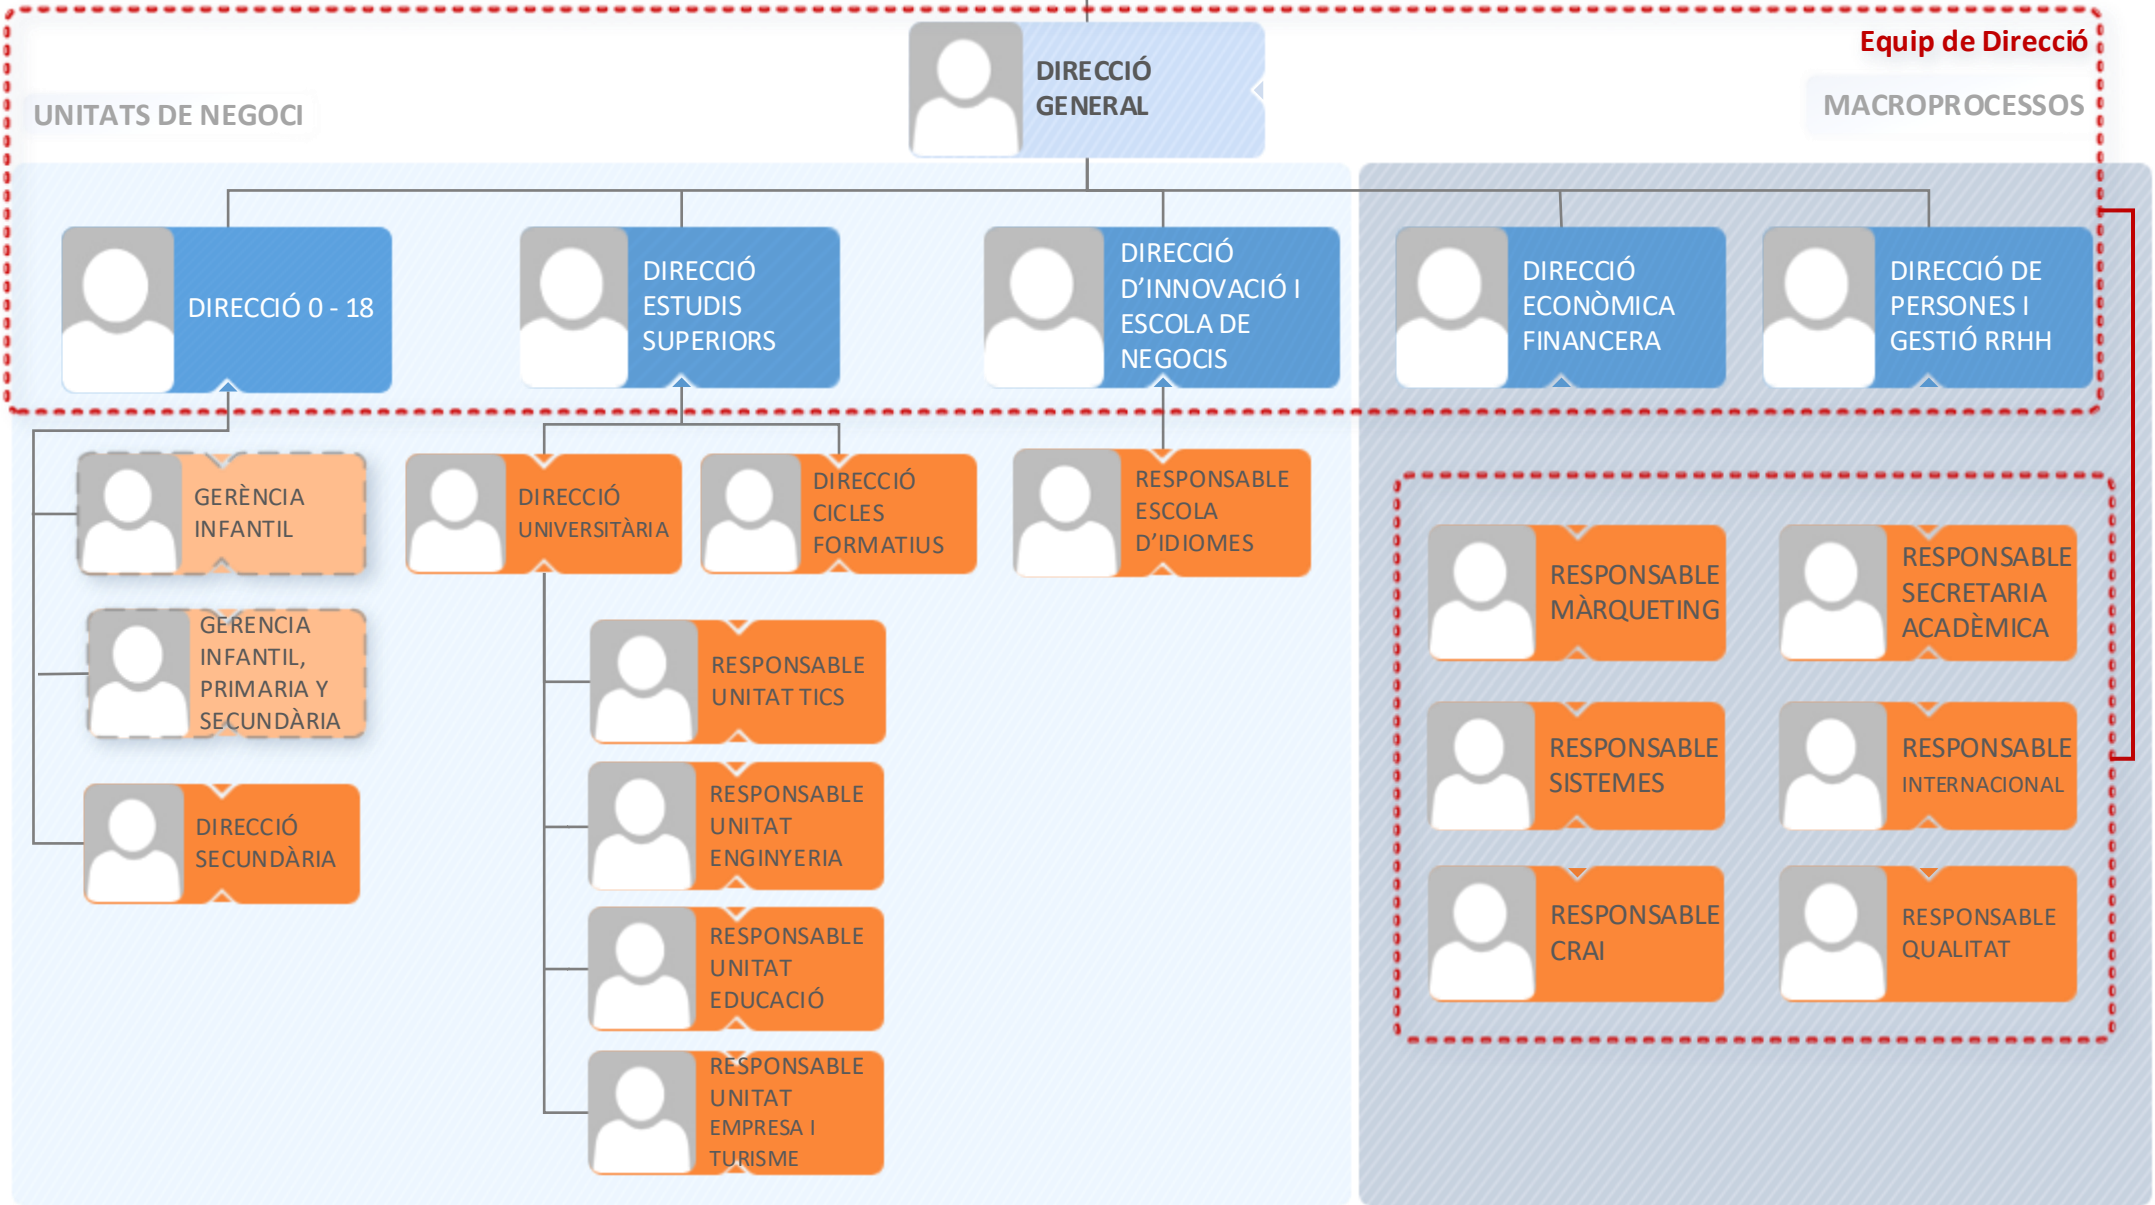 Equip de Direcció
DIRECCIÓ
GENERAL
UNITATS DE NEGOCI
MACROPROCESSOS
DIRECCIÓ 0 - 18
DIRECCIÓ
ESTUDIS
SUPERIORS
DIRECCIÓ
D’INNOVACIÓ I
ESCOLA DE
NEGOCIS
DIRECCIÓ
ECONÒMICA
FINANCERA
DIRECCIÓ DE
PERSONES I
GESTIÓ RRHH
GERÈNCIA
INFANTIL
GERENCIA
INFANTIL,
PRIMARIA Y
SECUNDÀRIA
DIRECCIÓ
SECUNDÀRIA
DIRECCIÓ
UNIVERSITÀRIA
DIRECCIÓ
CICLES
FORMATIUS
RESPONSABLE
UNITAT TICS
RESPONSABLE
UNITAT
ENGINYERIA
RESPONSABLE
UNITAT
EDUCACIÓ
RESPONSABLE
UNITAT
EMPRESA I
TURISME
RESPONSABLE
ESCOLA
D’IDIOMES
RESPONSABLE
MÀRQUETING
RESPONSABLE
SECRETARIA
ACADÈMICA
RESPONSABLE
SISTEMES
RESPONSABLE
INTERNACIONAL
RESPONSABLE
CRAI
RESPONSABLE
QUALITAT